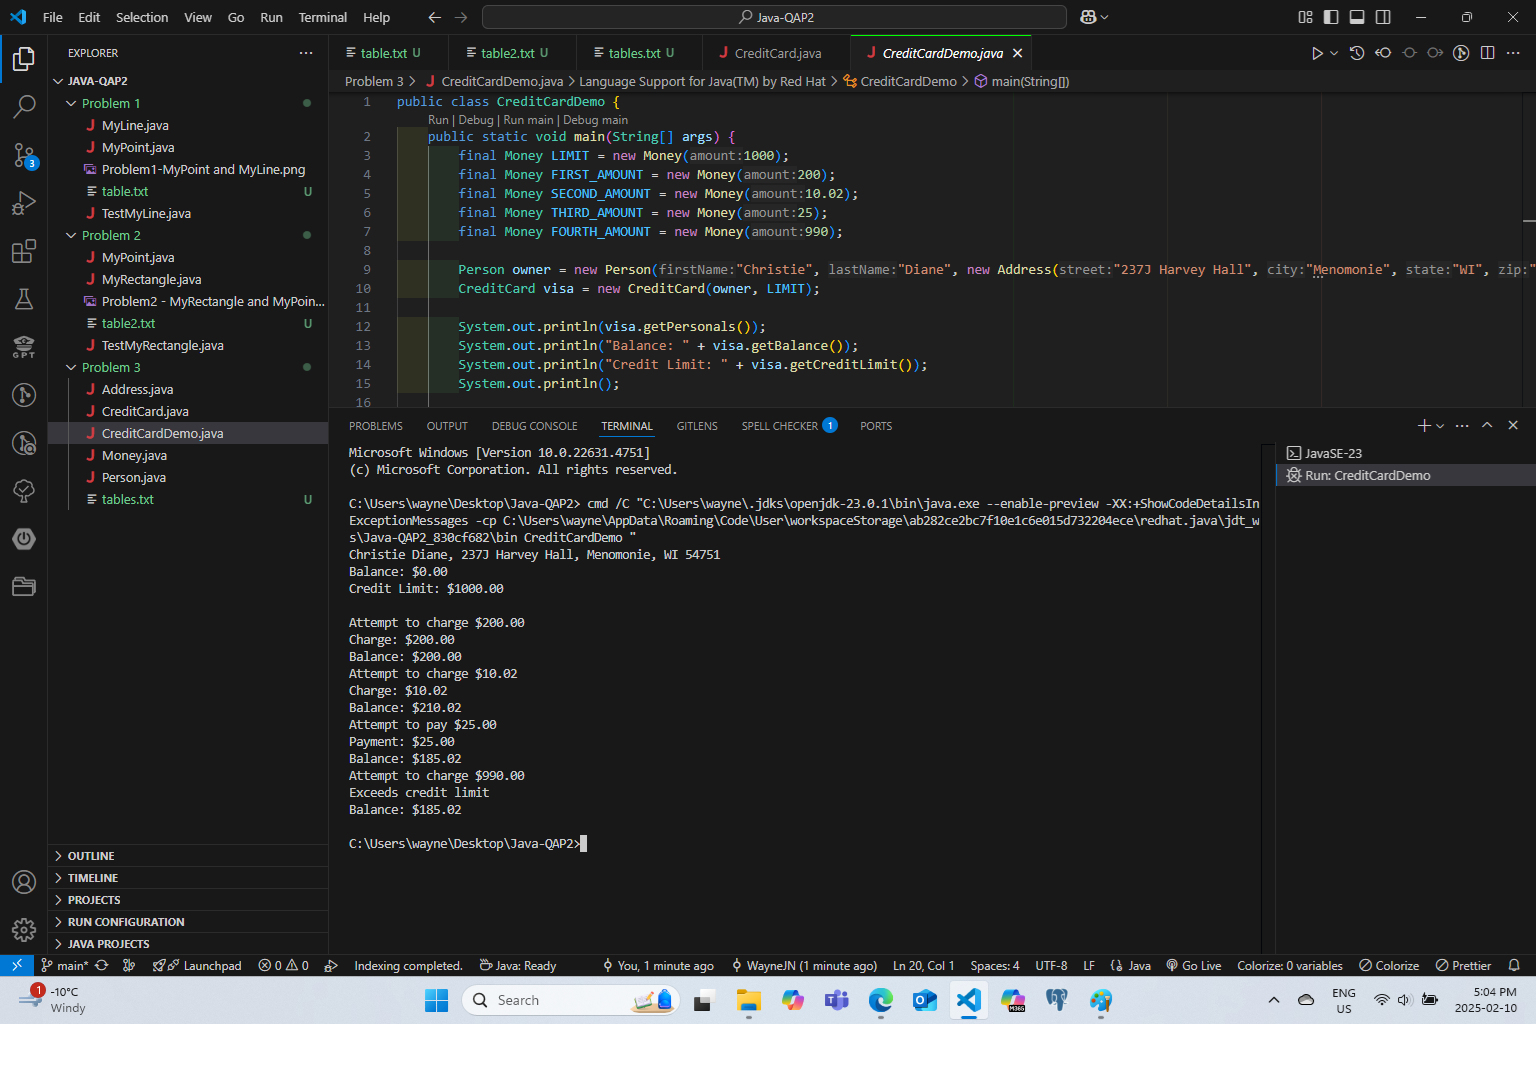 File Edit Selection View Go Run Terminal Help
Java-QAP2
EXPLORER
JAVA-QAP2
Problem 1
MyLine.java
MyPoint.java
Problem1-MyPoint and MyLine.png
table.txt U
TestMyLine.java
Problem 2
MyPoint.java
MyRectangle.java
Problem2 - MyRectangle and MyPoin...
table2.txt U
TestMyRectangle.java
Problem 3
Address.java
CreditCard.java
CreditCardDemo.java
Money.java
Person.java
tables.txt U
OUTLINE
TIMELINE
PROJECTS
RUN CONFIGURATION
JAVA PROJECTS
3
GPT
table.txt U table2.txt U tables.txt U CreditCard.java CreditCardDemo.java
Problem 3 > CreditCardDemo.java > Language Support for Java(TM) by Red Hat > CreditCardDemo > main(String[])
1 public class CreditCardDemo {
Run | Debug | Run main | Debug main
2 public static void main(String[] args) {
3 final Money LIMIT = new Money(amount:1000);
4 final Money FIRST_AMOUNT = new Money(amount:200);
5 final Money SECOND_AMOUNT = new Money(amount:10.02);
6 final Money THIRD_AMOUNT = new Money(amount:25);
7 final Money FOURTH_AMOUNT = new Money(amount:990);
8
9 Person owner = new Person(firstName:"Christie", lastName:"Diane", new Address(street:"237J Harvey Hall", city:"Menomonie", state:"WI", zip:"
10 CreditCard visa = new CreditCard(owner, LIMIT);
11
12 System.out.println(visa.getPersonals());
13 System.out.println("Balance: " + visa.getBalance());
14 System.out.println("Credit Limit: " + visa.getCreditLimit());
15 System.out.println();
16
PROBLEMS OUTPUT DEBUG CONSOLE TERMINAL GITLENS SPELL CHECKER 1 PORTS
Microsoft Windows [Version 10.0.22631.4751]
(c) Microsoft Corporation. All rights reserved.
C:\Users\wayne\Desktop\Java-QAP2> cmd /C "C:\Users\wayne\.jdks\openjdk-23.0.1\bin\java.exe --enable-preview -XX:+ShowCodeDetailsIn
ExceptionMessages -cp C:\Users\wayne\AppData\Roaming\Code\User\workspaceStorage\ab282ce2bc7f10e1c6e015d732204ece\redhat.java\jdt_w
s\Java-QAP2_830cf682\bin CreditCardDemo "
Christie Diane, 237J Harvey Hall, Menomonie, WI 54751
Balance: $0.00
Credit Limit: $1000.00
Attempt to charge $200.00
Charge: $200.00
Balance: $200.00
Attempt to charge $10.02
Charge: $10.02
Balance: $210.02
Attempt to pay $25.00
Payment: $25.00
Balance: $185.02
Attempt to charge $990.00
Exceeds credit limit
Balance: $185.02
C:\Users\wayne\Desktop\Java-QAP2>
JavaSE-23
Run: CreditCardDemo
main* Launchpad 0 0 Indexing completed. Java: Ready You, 1 minute ago WayneJN (1 minute ago) Ln 20, Col 1 Spaces: 4 UTF-8 LF Java Go Live Colorize: 0 variables Colorize Prettier
1
-10°C
Windy
Search
M365
ENG
US
5:04 PM
2025-02-10